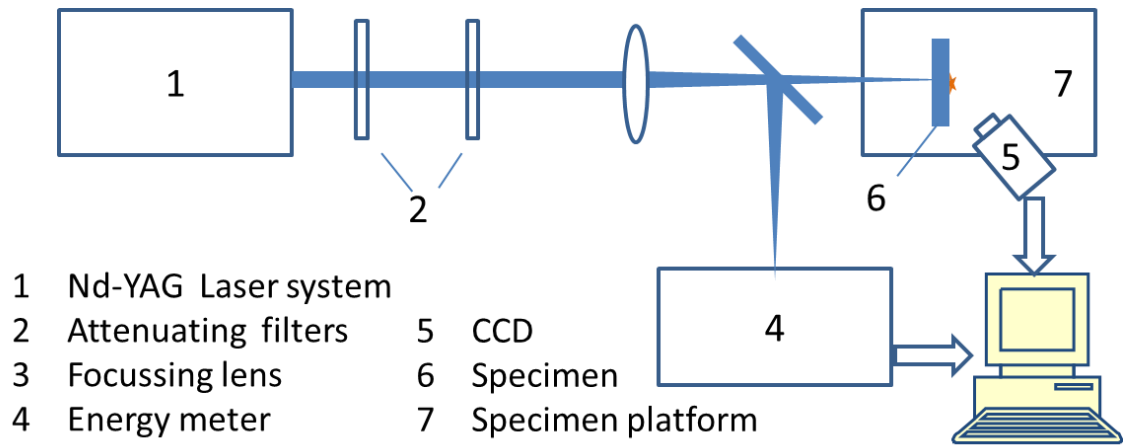 1
7
5
2
6
4
1 Nd-YAG Laser system
2 Attenuating filters
3 Focussing lens
4 Energy meter
5 CCD
6 Specimen
7 Specimen platform